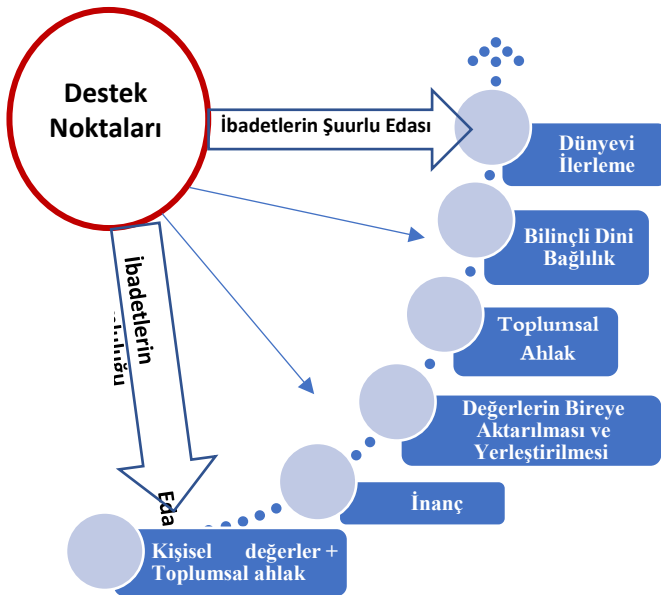 Destek
Noktaları
İbadetlerin Şuurlu Edası
Dünyevi
İlerleme
Bilinçli Dini
Bağlılık
Toplumsal
Ahlak
Değerlerin Bireye
Aktarılması ve
Yerleştirilmesi
İnanç
İbadetlerin
Eda
Kişisel değerler +
Toplumsal ahlak